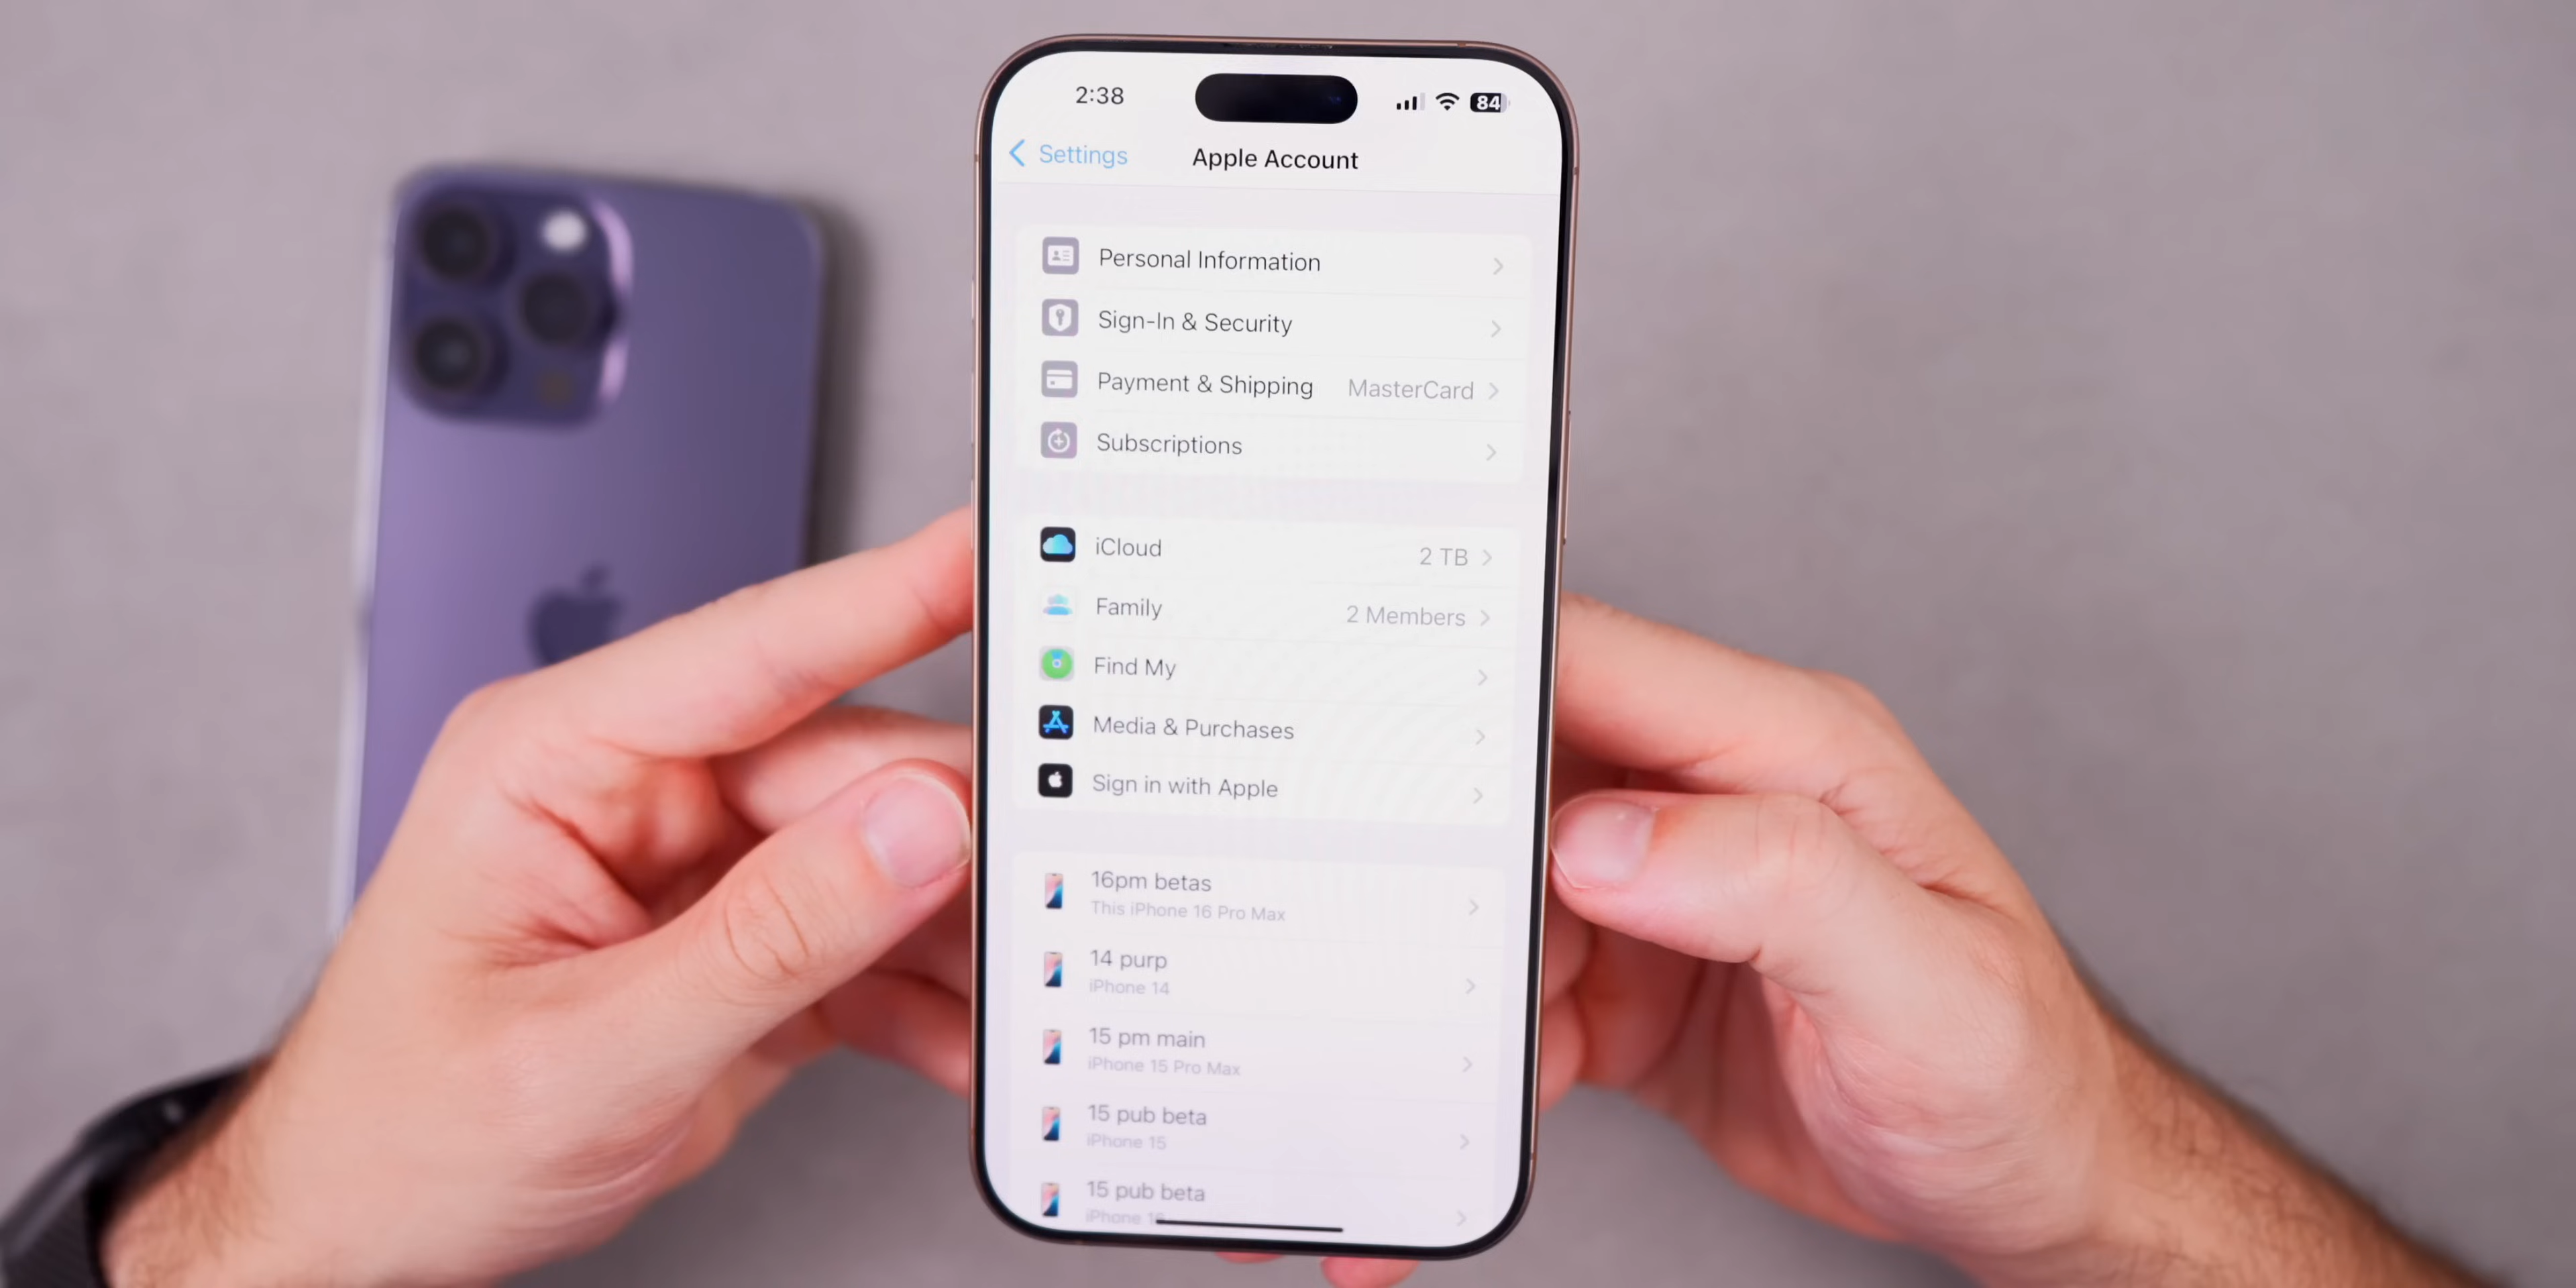 2:38
84
Settings
Apple Account
Personal Information
Sign-In & Security
Payment & Shipping MasterCard
Subscriptions
iCloud 2 TB
Family 2 Members
Find My
Media & Purchases
Sign in with Apple
16pm betas
This iPhone 16 Pro Max
14 purp
iPhone 14
15 pm main
iPhone 15 Pro Max
15 pub beta
iPhone 15
15 pub beta
iPhone